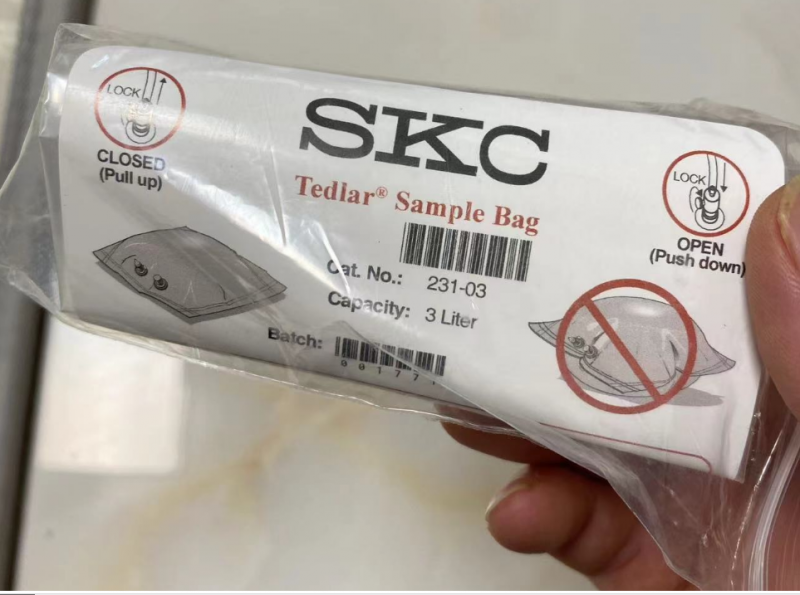 SKC
Tedlar® Sample Bag
LOCK
CLOSED
(Pull up)
LOCK
OPEN
(Push down)
Cat. No.: 231-03
Capacity: 3 Liter
Batch: